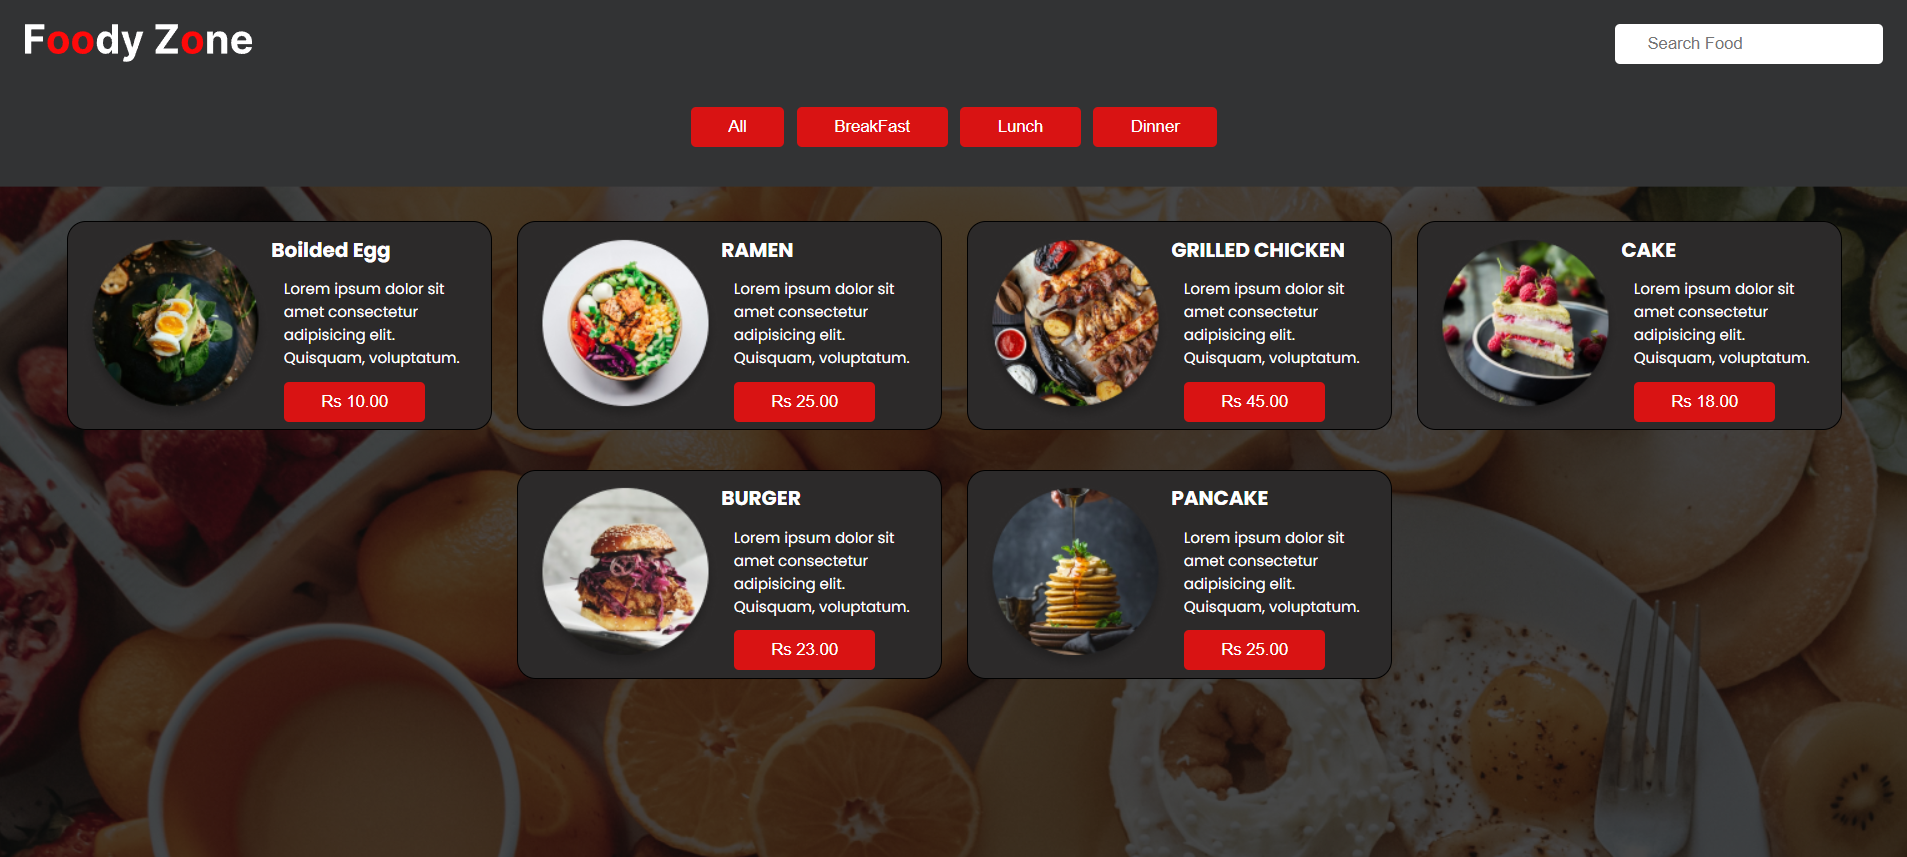 Foody Zone
Search Food
All
BreakFast
Lunch
Dinner
Boilded Egg
Lorem ipsum dolor sit
amet consectetur
adipisicing elit.
Quisquam, voluptatum.
Rs 10.00
RAMEN
Lorem ipsum dolor sit
amet consectetur
adipisicing elit.
Quisquam, voluptatum.
Rs 25.00
GRILLED CHICKEN
Lorem ipsum dolor sit
amet consectetur
adipisicing elit.
Quisquam, voluptatum.
Rs 45.00
CAKE
Lorem ipsum dolor sit
amet consectetur
adipisicing elit.
Quisquam, voluptatum.
Rs 18.00
BURGER
Lorem ipsum dolor sit
amet consectetur
adipisicing elit.
Quisquam, voluptatum.
Rs 23.00
PANCAKE
Lorem ipsum dolor sit
amet consectetur
adipisicing elit.
Quisquam, voluptatum.
Rs 25.00